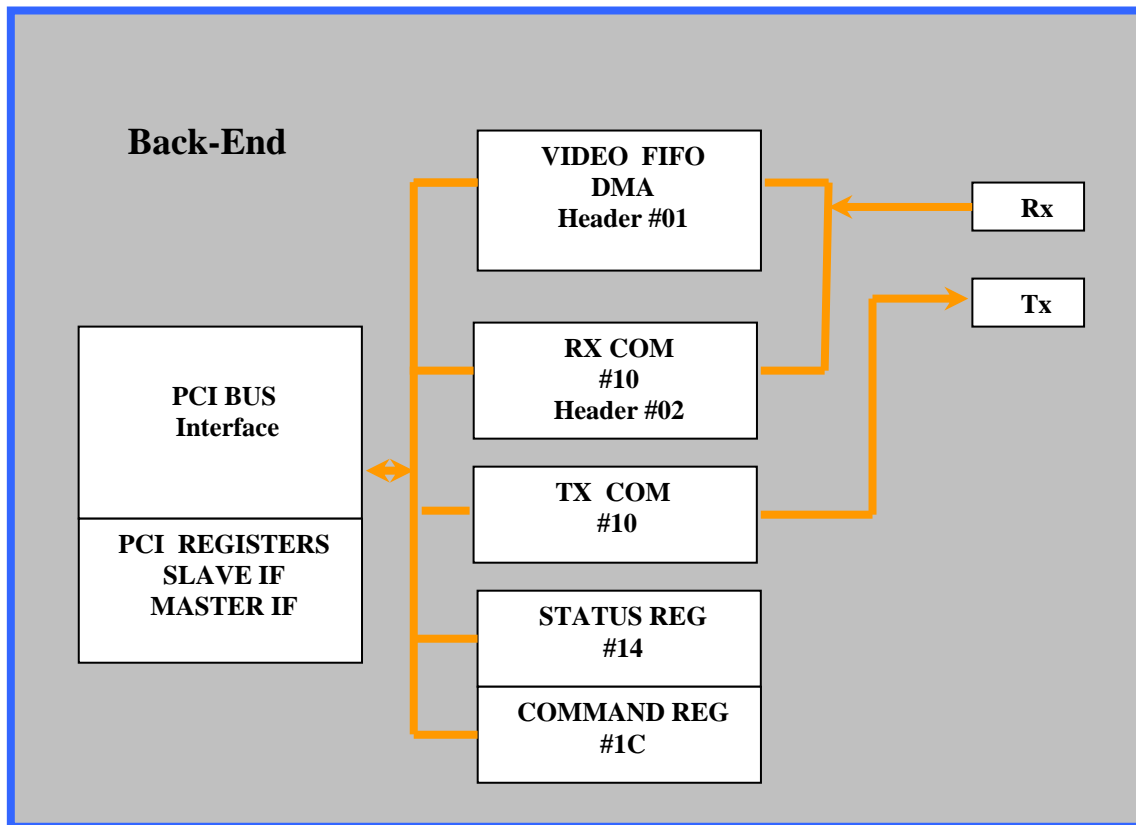 Back-End
VIDEO FIFO
DMA
Header #01
Rx
Tx
RX COM
#10
Header #02
PCI BUS
Interface
TX COM
#10
PCI REGISTERS
SLAVE IF
MASTER IF
STATUS REG
#14
COMMAND REG
#1C